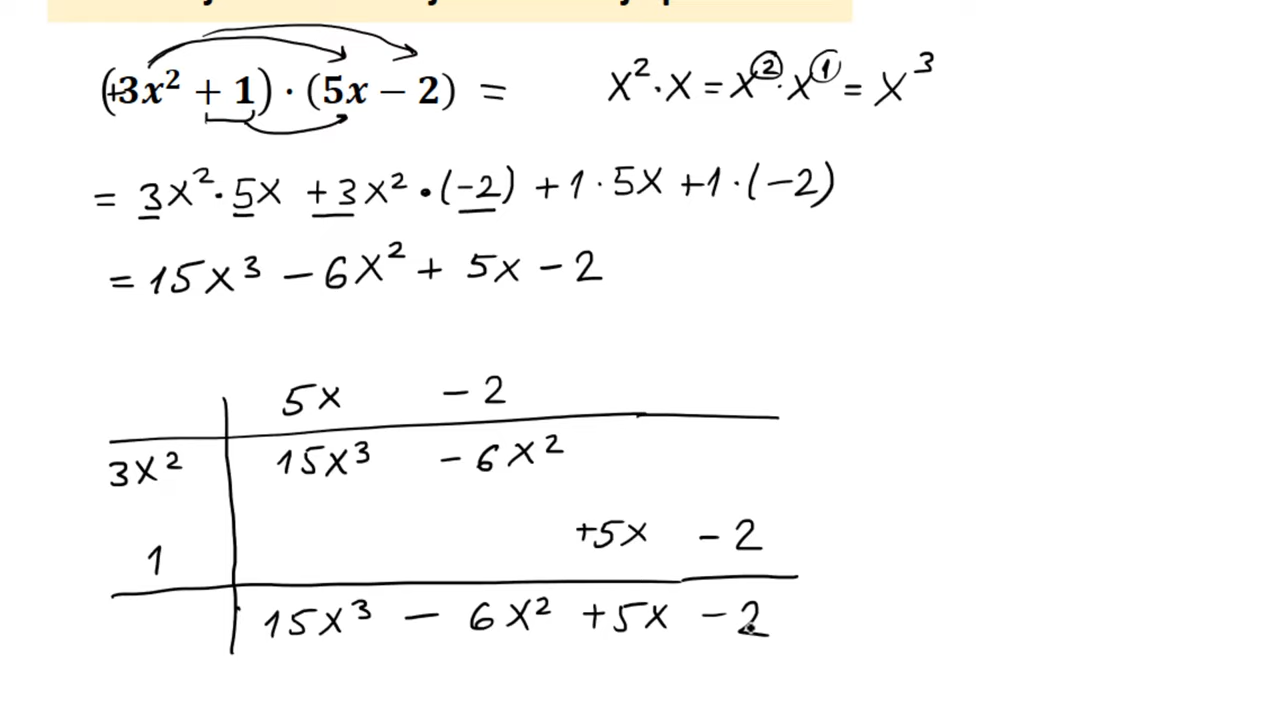 (+3x² + 1) · (5x − 2) = x² · x = x² · x¹ = x³
= 3x² · 5x + 3x² · (−2) + 1 · 5x + 1 · (−2)
= 15x³ − 6x² + 5x − 2
5x − 2
3x² 15x³ − 6x²
1 +5x − 2
15x³ − 6x² + 5x − 2